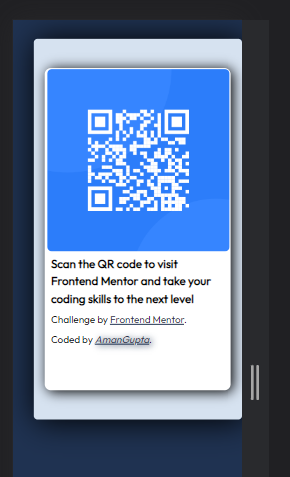 Scan the QR code to visit
Frontend Mentor and take your
coding skills to the next level
Challenge by Frontend Mentor.
Coded by AmanGupta.